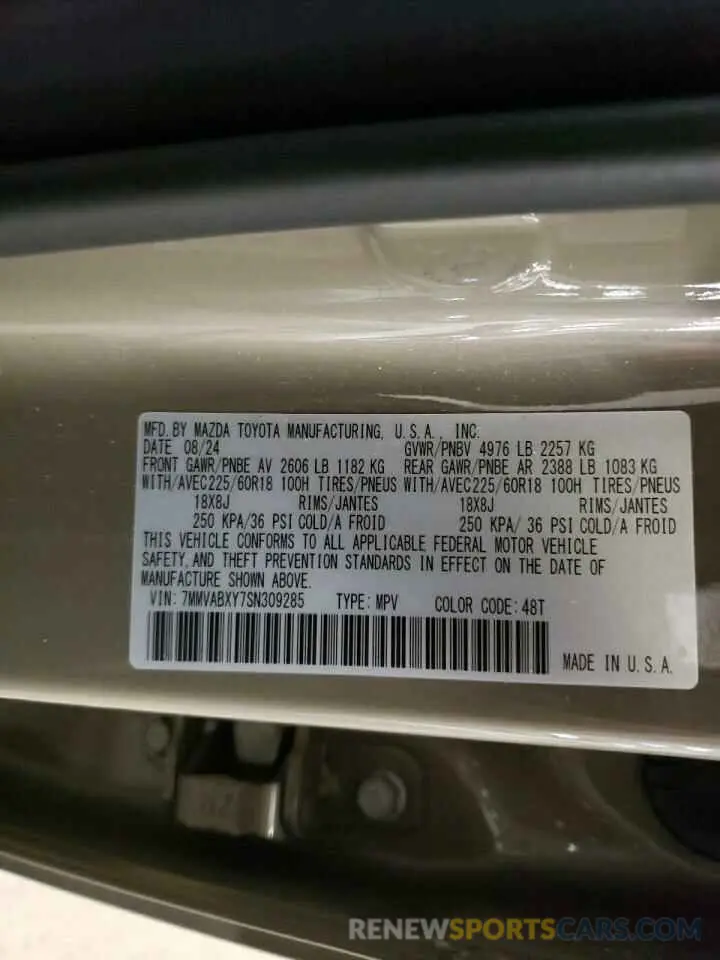 MFD. BY MAZDA TOYOTA MANUFACTURING, U.S.A., INC.
DATE 08/24 GVWR/PNBV 4976 LB 2257 KG
FRONT GAWR/PNBE AV 2606 LB 1182 KG REAR GAWR/PNBE AR 2388 LB 1083 KG
WITH/AVEC225/60R18 100H TIRES/PNEUS WITH/AVEC225/60R18 100H TIRES/PNEUS
18X8J RIMS/JANTES 18X8J RIMS/JANTES
250 KPA/36 PSI COLD/A FROID 250 KPA/ 36 PSI COLD/A FROID
THIS VEHICLE CONFORMS TO ALL APPLICABLE FEDERAL MOTOR VEHICLE
SAFETY, AND THEFT PREVENTION STANDARDS IN EFFECT ON THE DATE OF
MANUFACTURE SHOWN ABOVE.
VIN: 7MMVABXY7SN309285 TYPE: MPV COLOR CODE: 48T
MADE IN U.S.A.
RENEWSPORTSCARS.COM